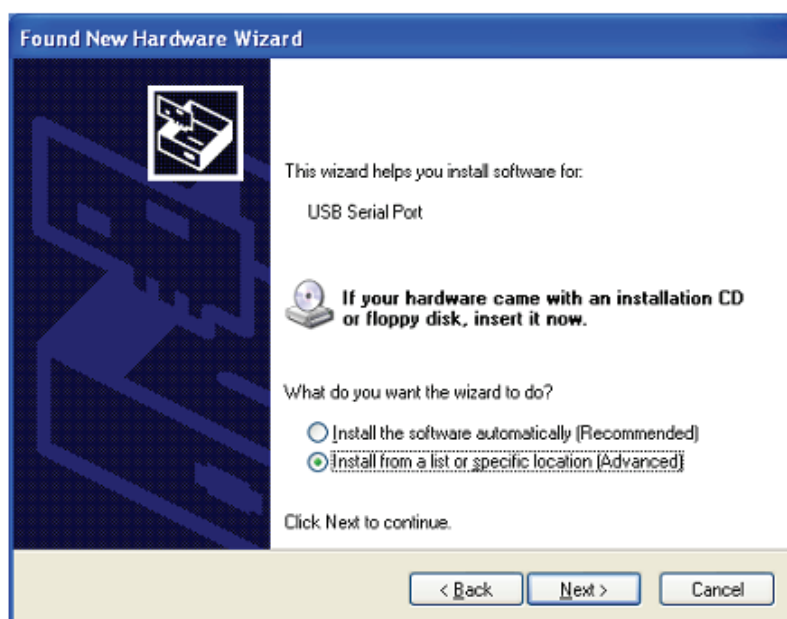 Found New Hardware Wizard
This wizard helps you install software for:
USB Serial Port
If your hardware came with an installation CD
or floppy disk, insert it now.
What do you want the wizard to do?
Install the software automatically (Recommended)
Install from a list or specific location (Advanced)
Click Next to continue.
< Back Next > Cancel